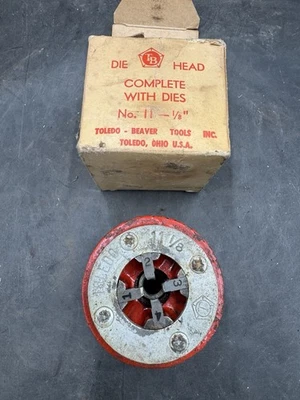 DIE TB HEAD
COMPLETE
WITH DIES
No. 11 — 1/8"
TOLEDO - BEAVER TOOLS INC.
TOLEDO, OHIO U.S.A.
TOLEDO 11 1/8
2
1 3
4